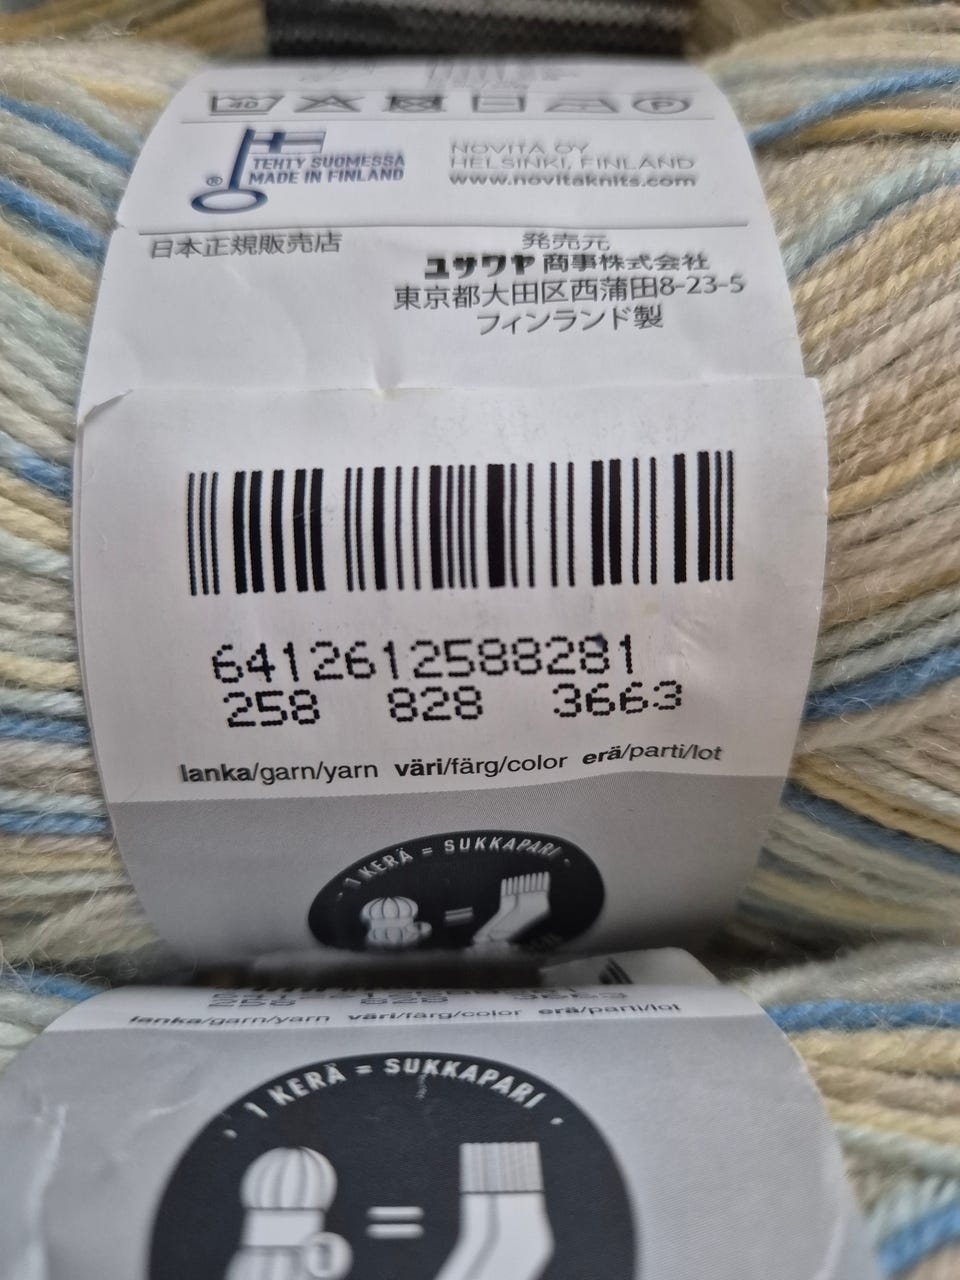 40
P
TEHTY SUOMESSA
MADE IN FINLAND
®
NOVITA OY
HELSINKI, FINLAND
www.novitaknits.com
日本正規販売店
発売元
ユザワヤ商事株式会社
東京都大田区西蒲田8-23-5
フィンランド製
6412612588281
258 828 3663
lanka/garn/yarn väri/färg/color erä/parti/lot
· 1 KERÄ = SUKKAPARI ·
=
3663
lanka/garn/yarn väri/färg/color erä/parti/lot
· 1 KERÄ = SUKKAPARI ·
=